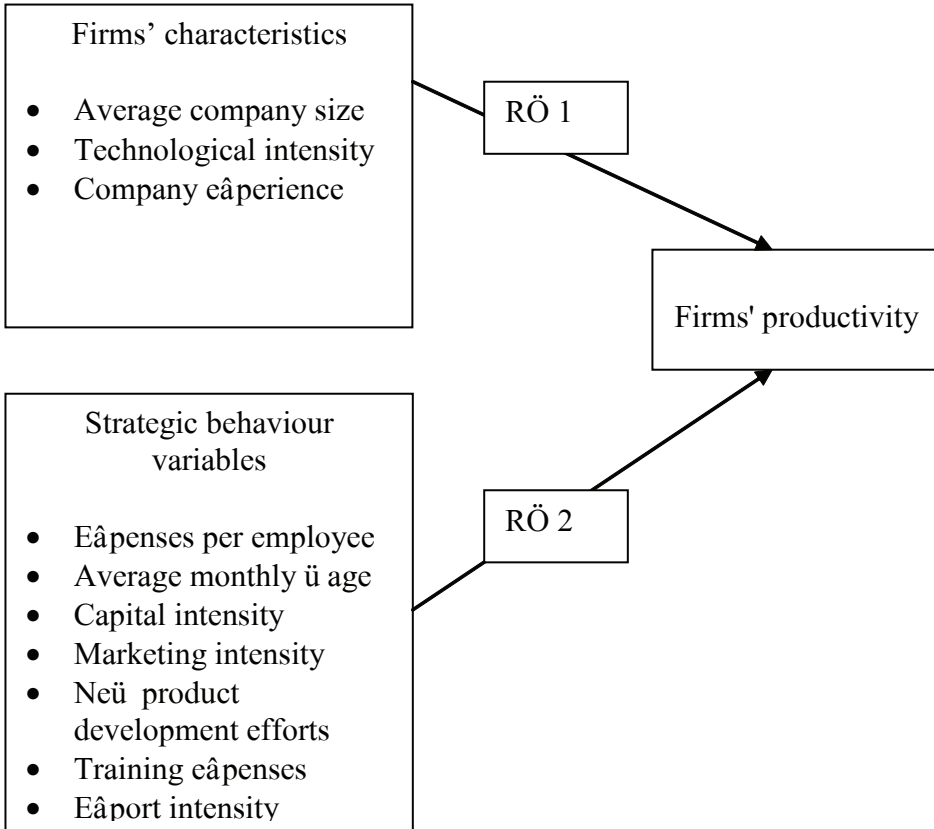 Firms’ characteristics
• Average company size
• Technological intensity
• Company eâperience
RÖ 1
Firms' productivity
Strategic behaviour
variables
• Eâpenses per employee
• Average monthly ü age
• Capital intensity
• Marketing intensity
• Neü product
development efforts
• Training eâpenses
• Eâport intensity
RÖ 2